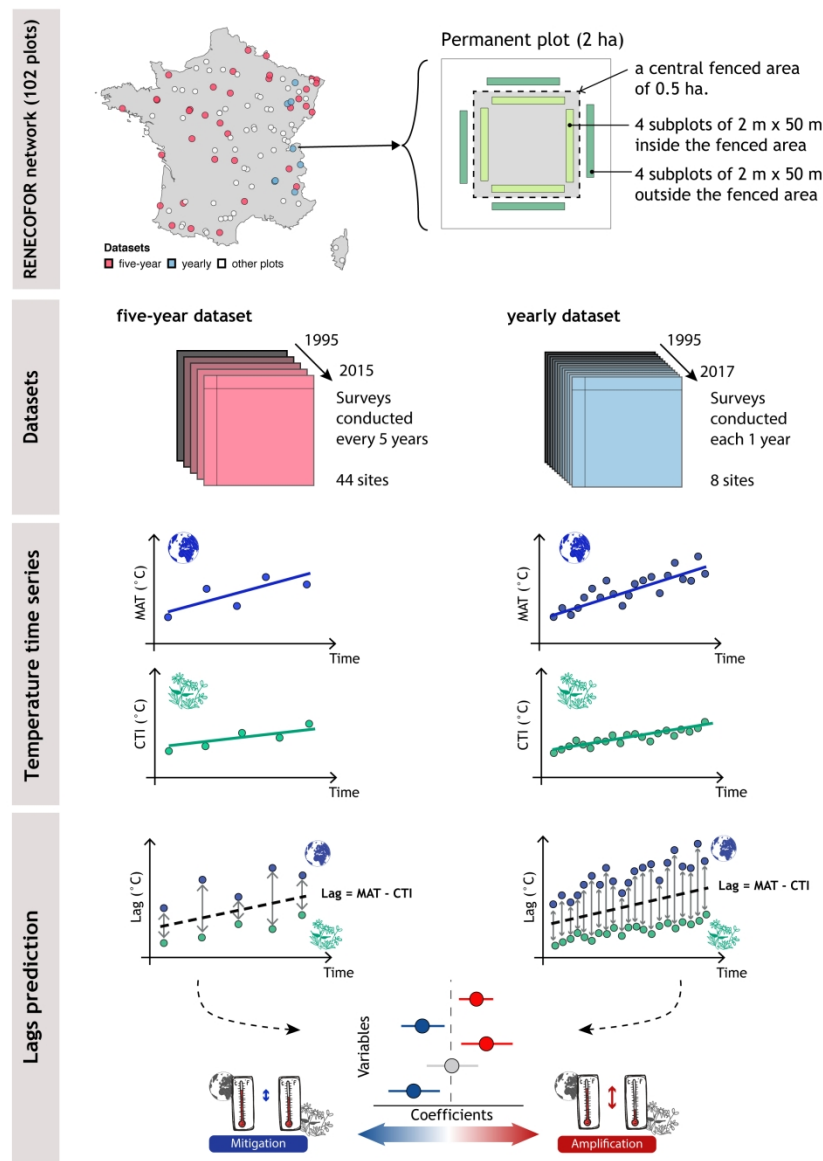 RENECOFOR network (102 plots)
Permanent plot (2 ha)
a central fenced area
of 0.5 ha.
4 subplots of 2 m x 50 m
inside the fenced area
4 subplots of 2 m x 50 m
outside the fenced area
Datasets
five-year
yearly
other plots
Datasets
five-year dataset
1995
2015
Surveys
conducted
every 5 years
44 sites
yearly dataset
1995
2017
Surveys
conducted
each 1 year
8 sites
Temperature time series
MAT (°C)
Time
MAT (°C)
Time
CTI (°C)
Time
CTI (°C)
Time
Lags prediction
Lag (°C)
Lag = MAT - CTI
Time
Lag (°C)
Lag = MAT - CTI
Time
Variables
Coefficients
C F
C F
Mitigation
C F
C F
Amplification